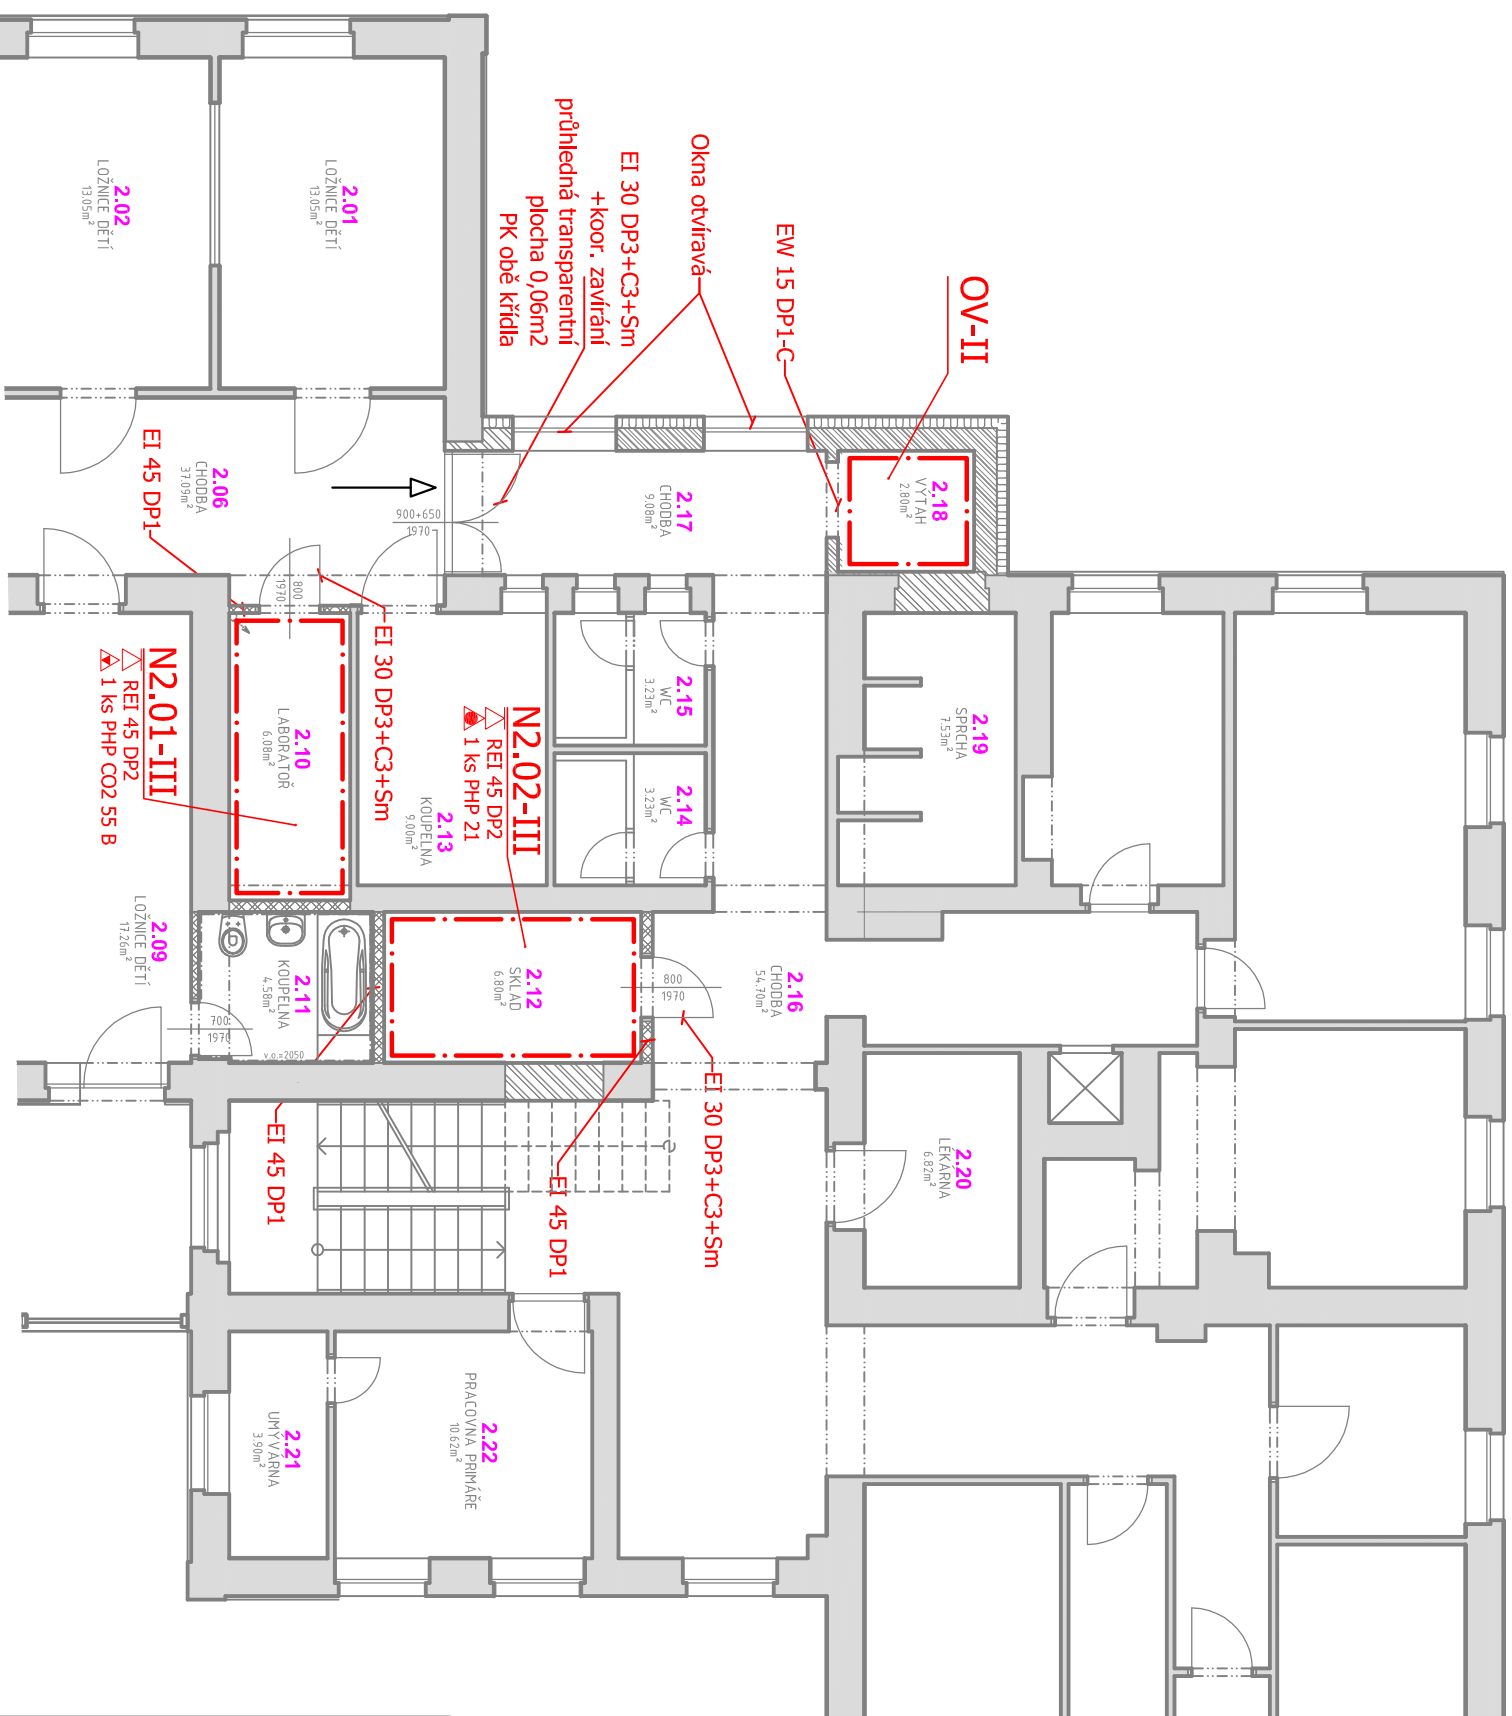 OV-II
EW 15 DP1-C
Okna otvíravá
EI 30 DP3+C3+Sm
+koor. zavírání
průhledná transparentní
plocha 0,06m2
PK obě křídla
2.01
LOŽNICE DĚTÍ
13.05m²
2.02
LOŽNICE DĚTÍ
13.05m²
2.18
VÝTAH
2.80m²
2.17
CHODBA
9.08m²
900+650
1970
2.06
CHODBA
37.09m²
EI 45 DP1
800
1970
EI 30 DP3+C3+Sm
2.19
SPRCHA
7.53m²
2.15
WC
3.23m²
2.14
WC
3.23m²
2.13
KOUPELNA
9.00m²
N2.02-III
REI 45 DP2
1 ks PHP 21
2.10
LABORATOŘ
6.08m²
N2.01-III
REI 45 DP2
1 ks PHP CO2 55 B
2.16
CHODBA
54.70m²
800
1970
2.12
SKLAD
6.80m²
2.11
KOUPELNA
4.58m²
v.o.=2050
700
1970
2.09
LOŽNICE DĚTÍ
17.26m²
EI 30 DP3+C3+Sm
EI 45 DP1
EI 45 DP1
2.20
LÉKÁRNA
6.82m²
2.22
PRACOVNA PRIMÁŘE
10.62m²
2.21
UMÝVÁRNA
3.90m²